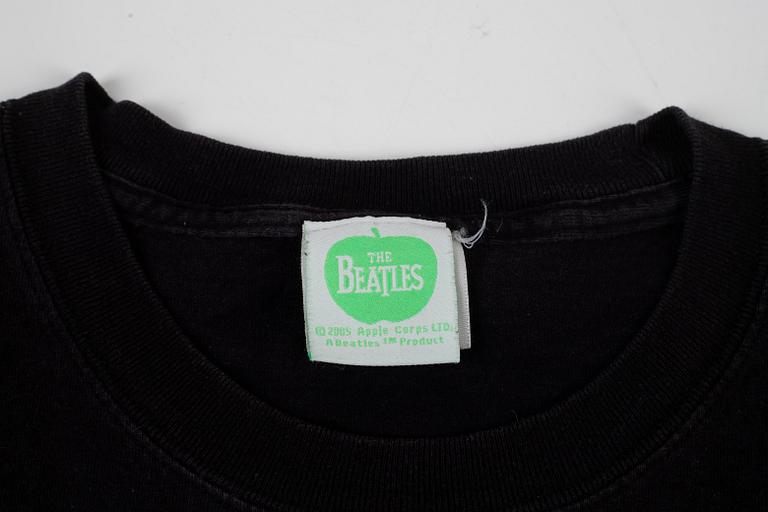 THE
BEATLES
© 2005 Apple Corps LTD.
A Beatles ™ Product